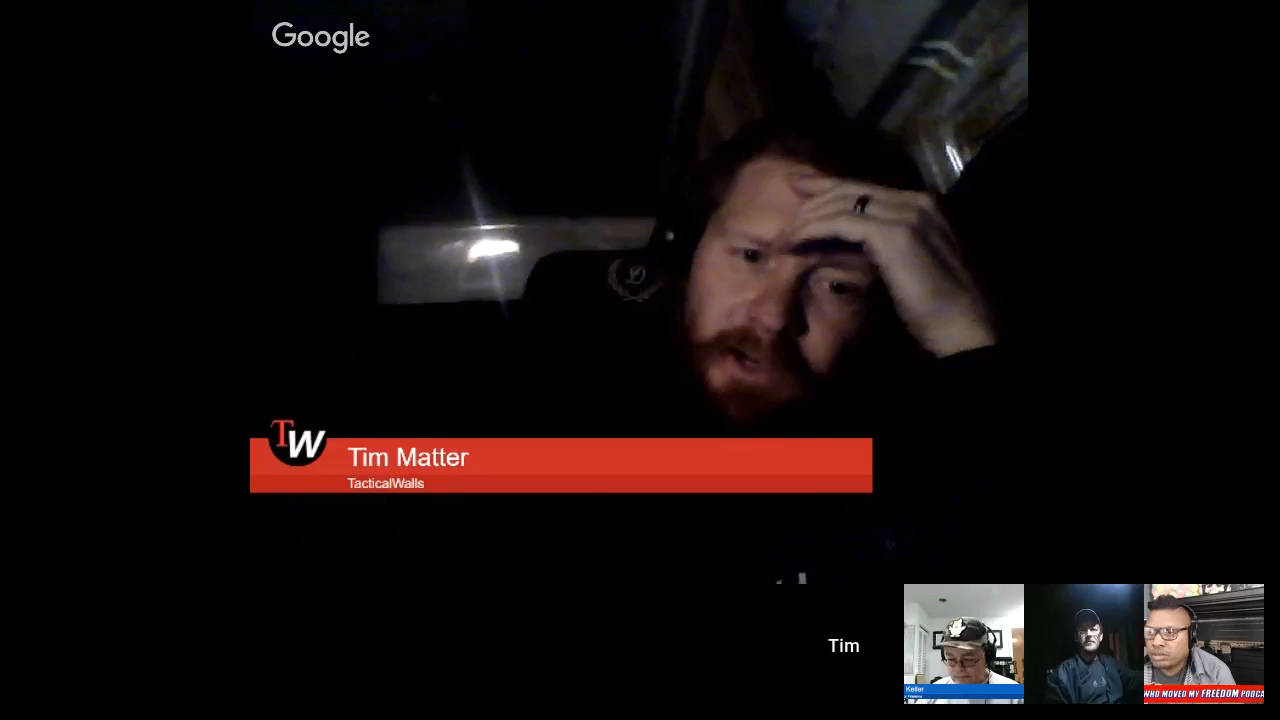 Google
TW
Tim Matter
TacticalWalls
Tim
Keller
WHO MOVED MY FREEDOM PODCA